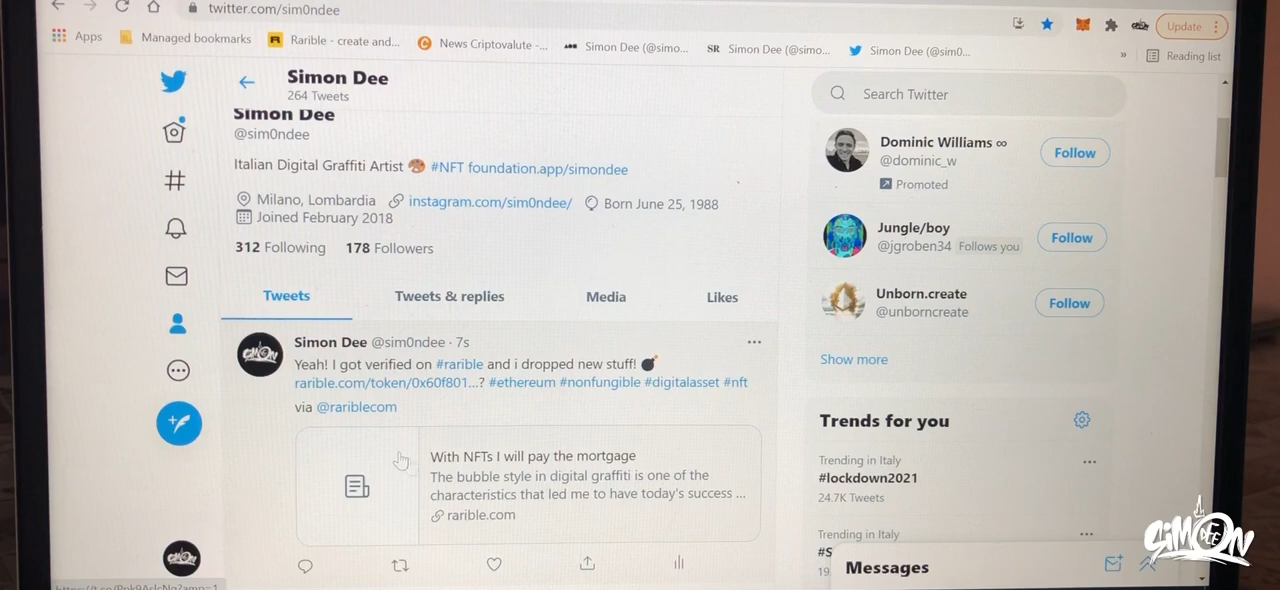 twitter.com/sim0ndee
Update
Apps
Managed bookmarks
Rarible - create and...
News Criptovalute -...
Simon Dee (@simo...
SR Simon Dee (@simo...
Simon Dee (@sim0...
»
Reading list
Simon Dee
264 Tweets
Search Twitter
Simon Dee
@sim0ndee
Italian Digital Graffiti Artist 🎨 #NFT foundation.app/simondee
Milano, Lombardia instagram.com/sim0ndee/ Born June 25, 1988
Joined February 2018
312 Following 178 Followers
Tweets
Tweets & replies
Media
Likes
Simon Dee @sim0ndee · 7s
Yeah! I got verified on #rarible and i dropped new stuff! 💣
rarible.com/token/0x60f801...? #ethereum #nonfungible #digitalasset #nft
via @rariblecom
With NFTs I will pay the mortgage
The bubble style in digital graffiti is one of the
characteristics that led me to have today's success ...
rarible.com
Dominic Williams ∞
@dominic_w
Promoted
Follow
Jungle/boy
@jgroben34 Follows you
Follow
Unborn.create
@unborncreate
Follow
Show more
Trends for you
Trending in Italy
#lockdown2021
24.7K Tweets
Trending in Italy
#S
19
Messages
SIMON
DEE